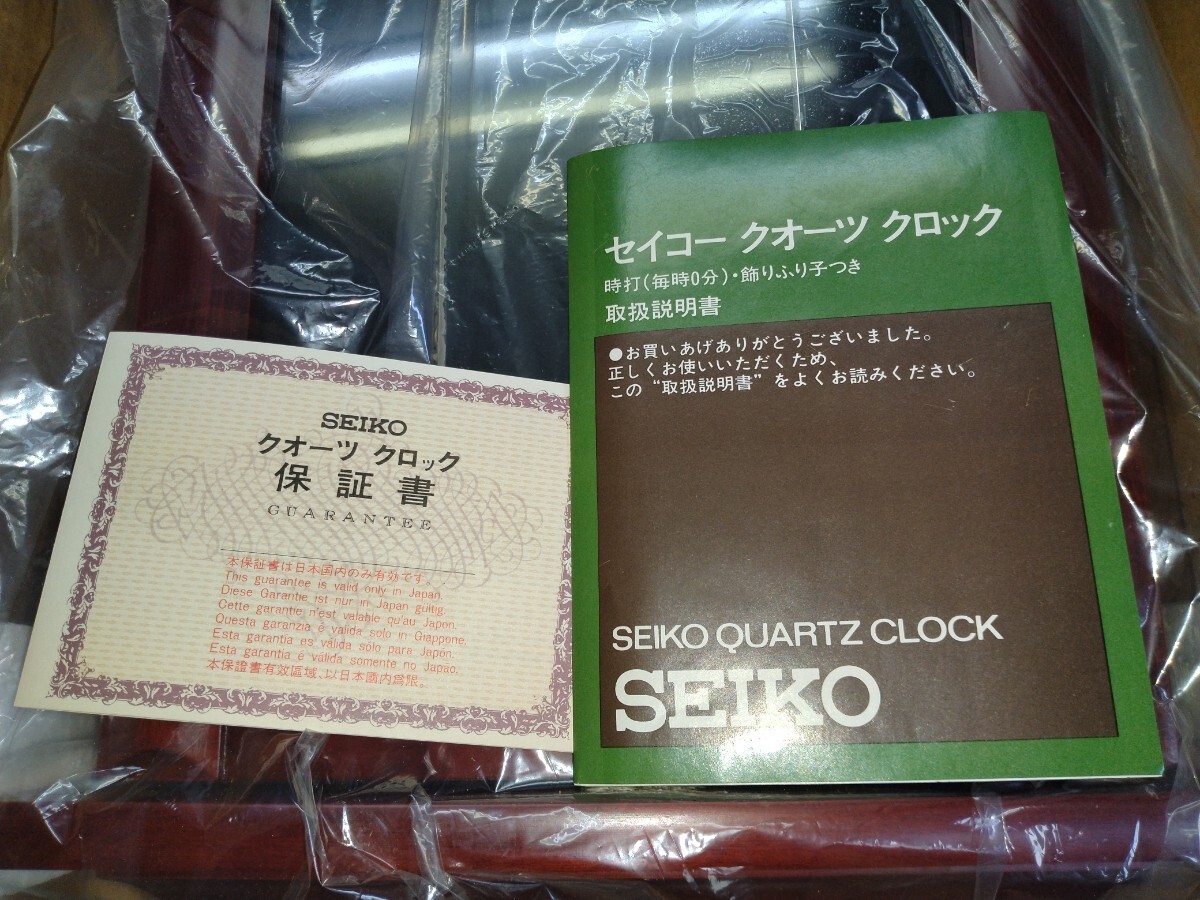 SEIKO
クオーツ クロック
保証書
GUARANTEE
本保証書は日本国内のみ有効です。
This guarantee is valid only in Japan.
Diese Garantie ist nur in Japan gültig.
Cette garantie n'est valable qu'au Japon.
Questa garanzia è valida solo in Giappone.
Esta garantía es válida sólo para Japón.
Esta garantia é válida somente no Japão.
本保證書有效區域、以日本國内爲限。
セイコー クオーツ クロック
時打(毎時0分)・飾りふり子つき
取扱説明書
●お買いあげありがとうございました。
正しくお使いいただくため、
この“取扱説明書”をよくお読みください。
SEIKO QUARTZ CLOCK
SEIKO